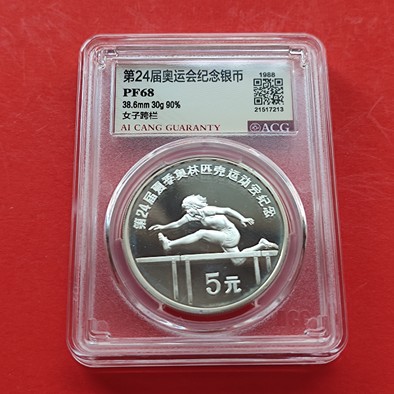 第24届奥运会纪念银币
PF68
38.6mm 30g 90%
女子跨栏
AI CANG GUARANTY
1988
21517213
ACG
第24届夏季奥林匹克运动会纪念
5元
ACG